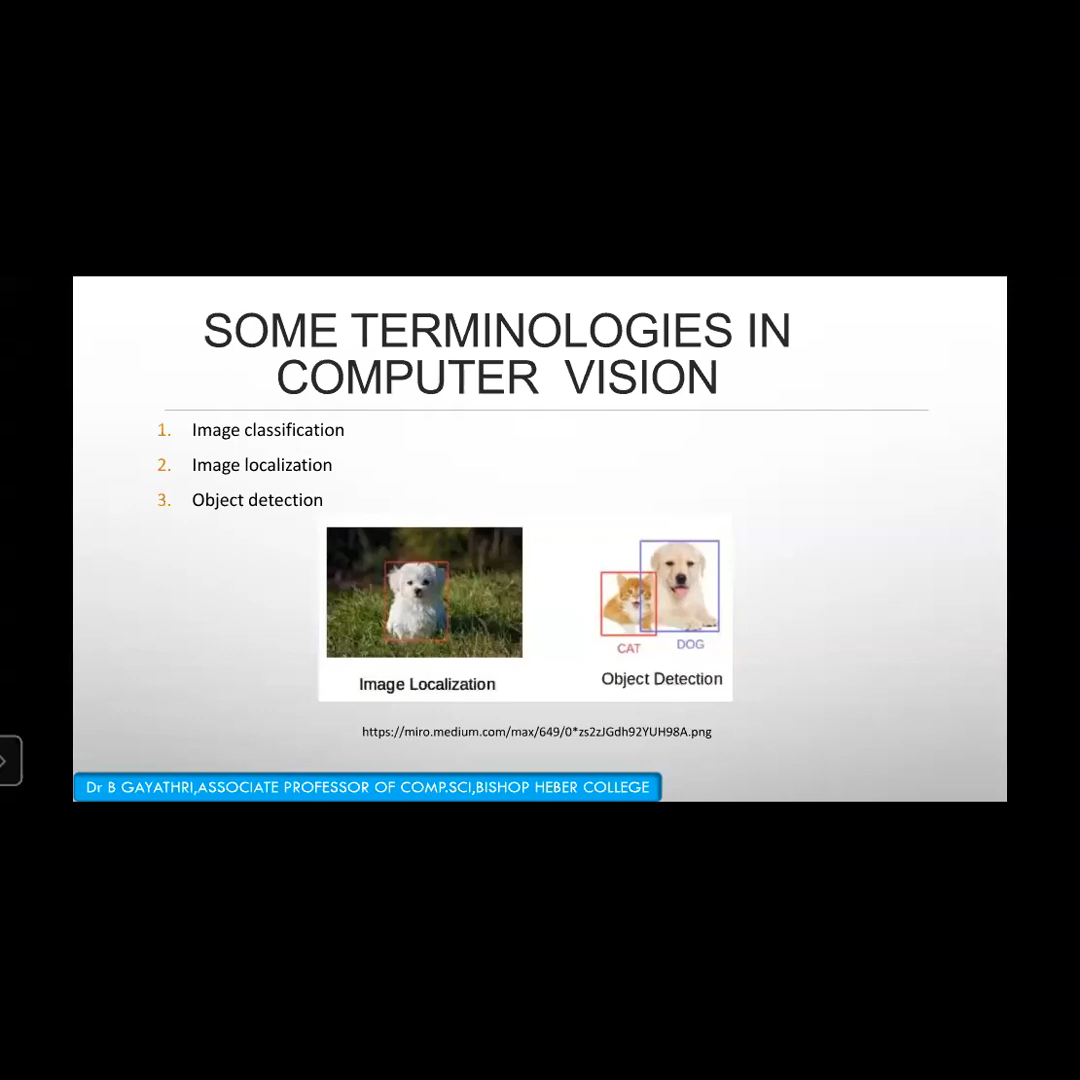 SOME TERMINOLOGIES IN
COMPUTER VISION
1. Image classification
2. Image localization
3. Object detection
CAT
DOG
Image Localization
Object Detection
https://miro.medium.com/max/649/0*zs2zJGdh92YUH98A.png
Dr B GAYATHRI,ASSOCIATE PROFESSOR OF COMP.SCI,BISHOP HEBER COLLEGE